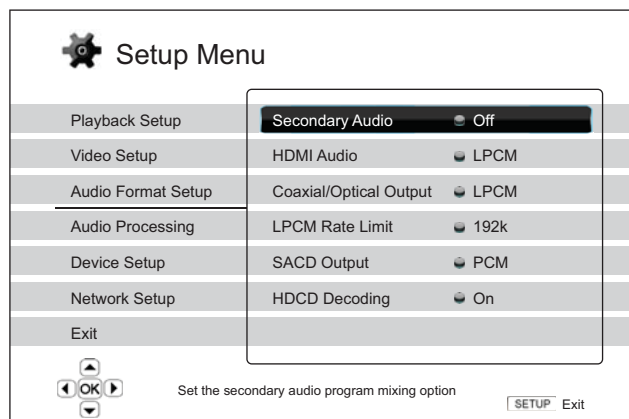 Setup Menu
Playback Setup
Video Setup
Audio Format Setup
Audio Processing
Device Setup
Network Setup
Exit
Secondary Audio Off
HDMI Audio LPCM
Coaxial/Optical Output LPCM
LPCM Rate Limit 192k
SACD Output PCM
HDCD Decoding On
OK
Set the secondary audio program mixing option
SETUP Exit